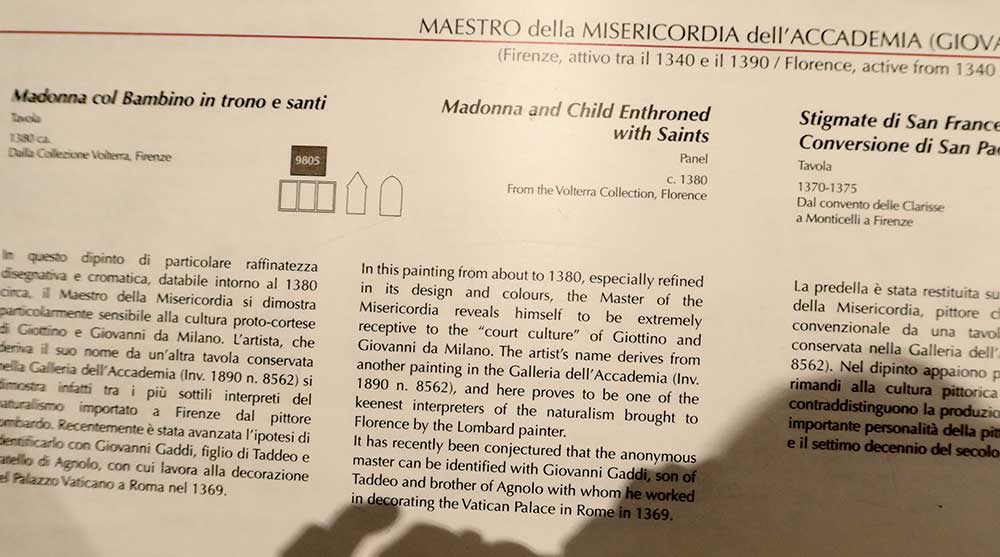 MAESTRO della MISERICORDIA dell'ACCADEMIA (GIOVA
(Firenze, attivo tra il 1340 e il 1390 / Florence, active from 1340
Madonna col Bambino in trono e santi
Tavola
1380 ca.
Dalla Collezione Volterra, Firenze
9805
In questo dipinto di particolare raffinatezza
disegnativa e cromatica, databile intorno al 1380
circa, il Maestro della Misericordia si dimostra
particolarmente sensibile alla cultura proto-cortese
di Giottino e Giovanni da Milano. L'artista, che
deriva il suo nome da un'altra tavola conservata
nella Galleria dell'Accademia (Inv. 1890 n. 8562) si
dimostra infatti tra i più sottili interpreti del
naturalismo importato a Firenze dal pittore
ombardo. Recentemente è stata avanzata l'ipotesi di
dentificarlo con Giovanni Gaddi, figlio di Taddeo e
ratello di Agnolo, con cui lavora alla decorazione
el Palazzo Vaticano a Roma nel 1369.
Madonna and Child Enthroned
with Saints
Panel
c. 1380
From the Volterra Collection, Florence
In this painting from about to 1380, especially refined
in its design and colours, the Master of the
Misericordia reveals himself to be extremely
receptive to the "court culture" of Giottino and
Giovanni da Milano. The artist's name derives from
another painting in the Galleria dell'Accademia (Inv.
1890 n. 8562), and here proves to be one of the
keenest interpreters of the naturalism brought to
Florence by the Lombard painter.
It has recently been conjectured that the anonymous
master can be identified with Giovanni Gaddi, son of
Taddeo and brother of Agnolo with whom he worked
in decorating the Vatican Palace in Rome in 1369.
Stigmate di San France
Conversione di San Pao
Tavola
1370-1375
Dal convento delle Clarisse
a Monticelli a Firenze
La predella è stata restituita su
della Misericordia, pittore ch
convenzionale da una tavol
conservata nella Galleria dell'
8562). Nel dipinto appaiono p
rimandi alla cultura pittorica
contraddistinguono la produzio
importante personalità della pitt
e il settimo decennio del secolo